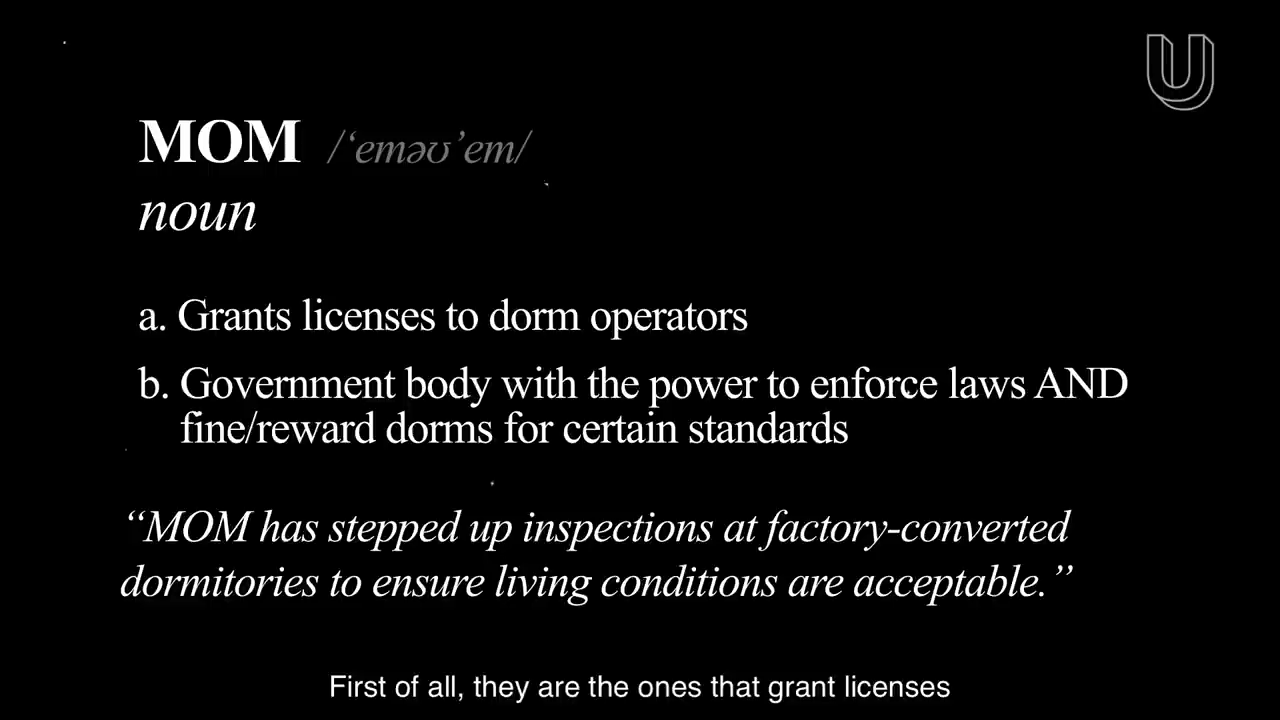 U
MOM /‘eməʊ’em/
noun
a. Grants licenses to dorm operators
b. Government body with the power to enforce laws AND
fine/reward dorms for certain standards
“MOM has stepped up inspections at factory-converted
dormitories to ensure living conditions are acceptable.”
First of all, they are the ones that grant licenses